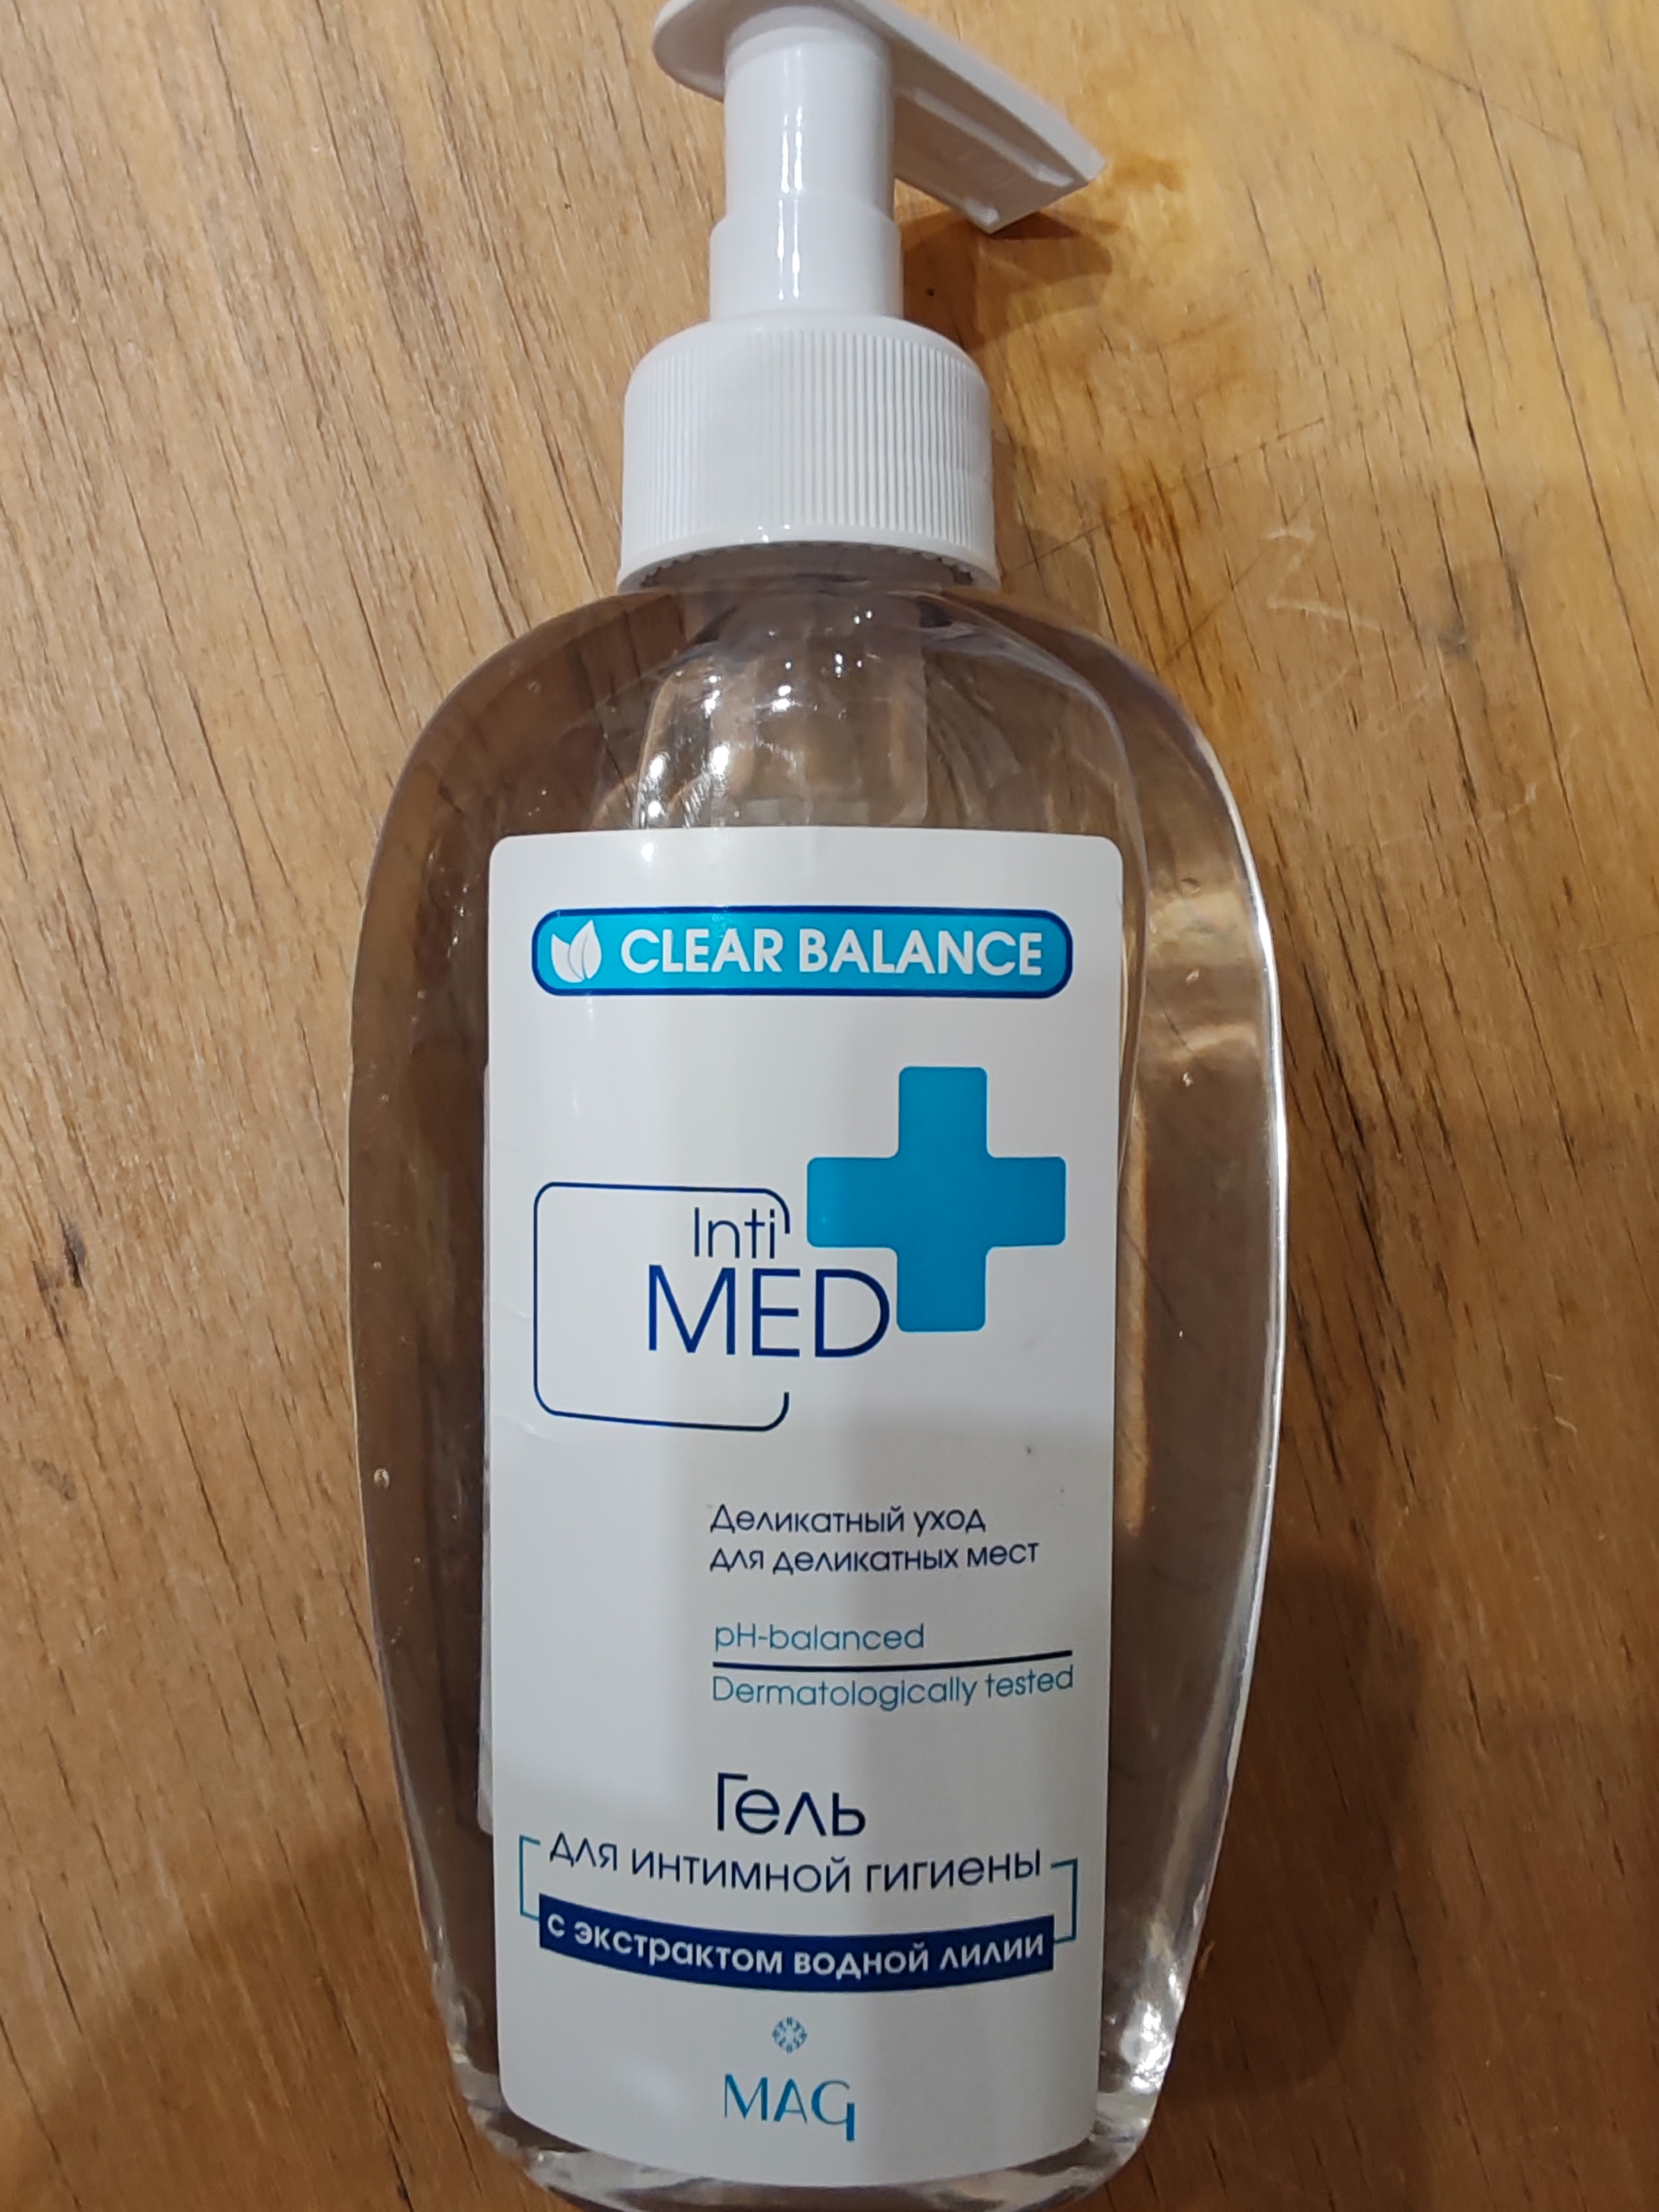 CLEAR BALANCE
Inti
MED
Деликатный уход
для деликатных мест
pH-balanced
Dermatologically tested
Гель
для интимной гигиены
с экстрактом водной лилии
MAG